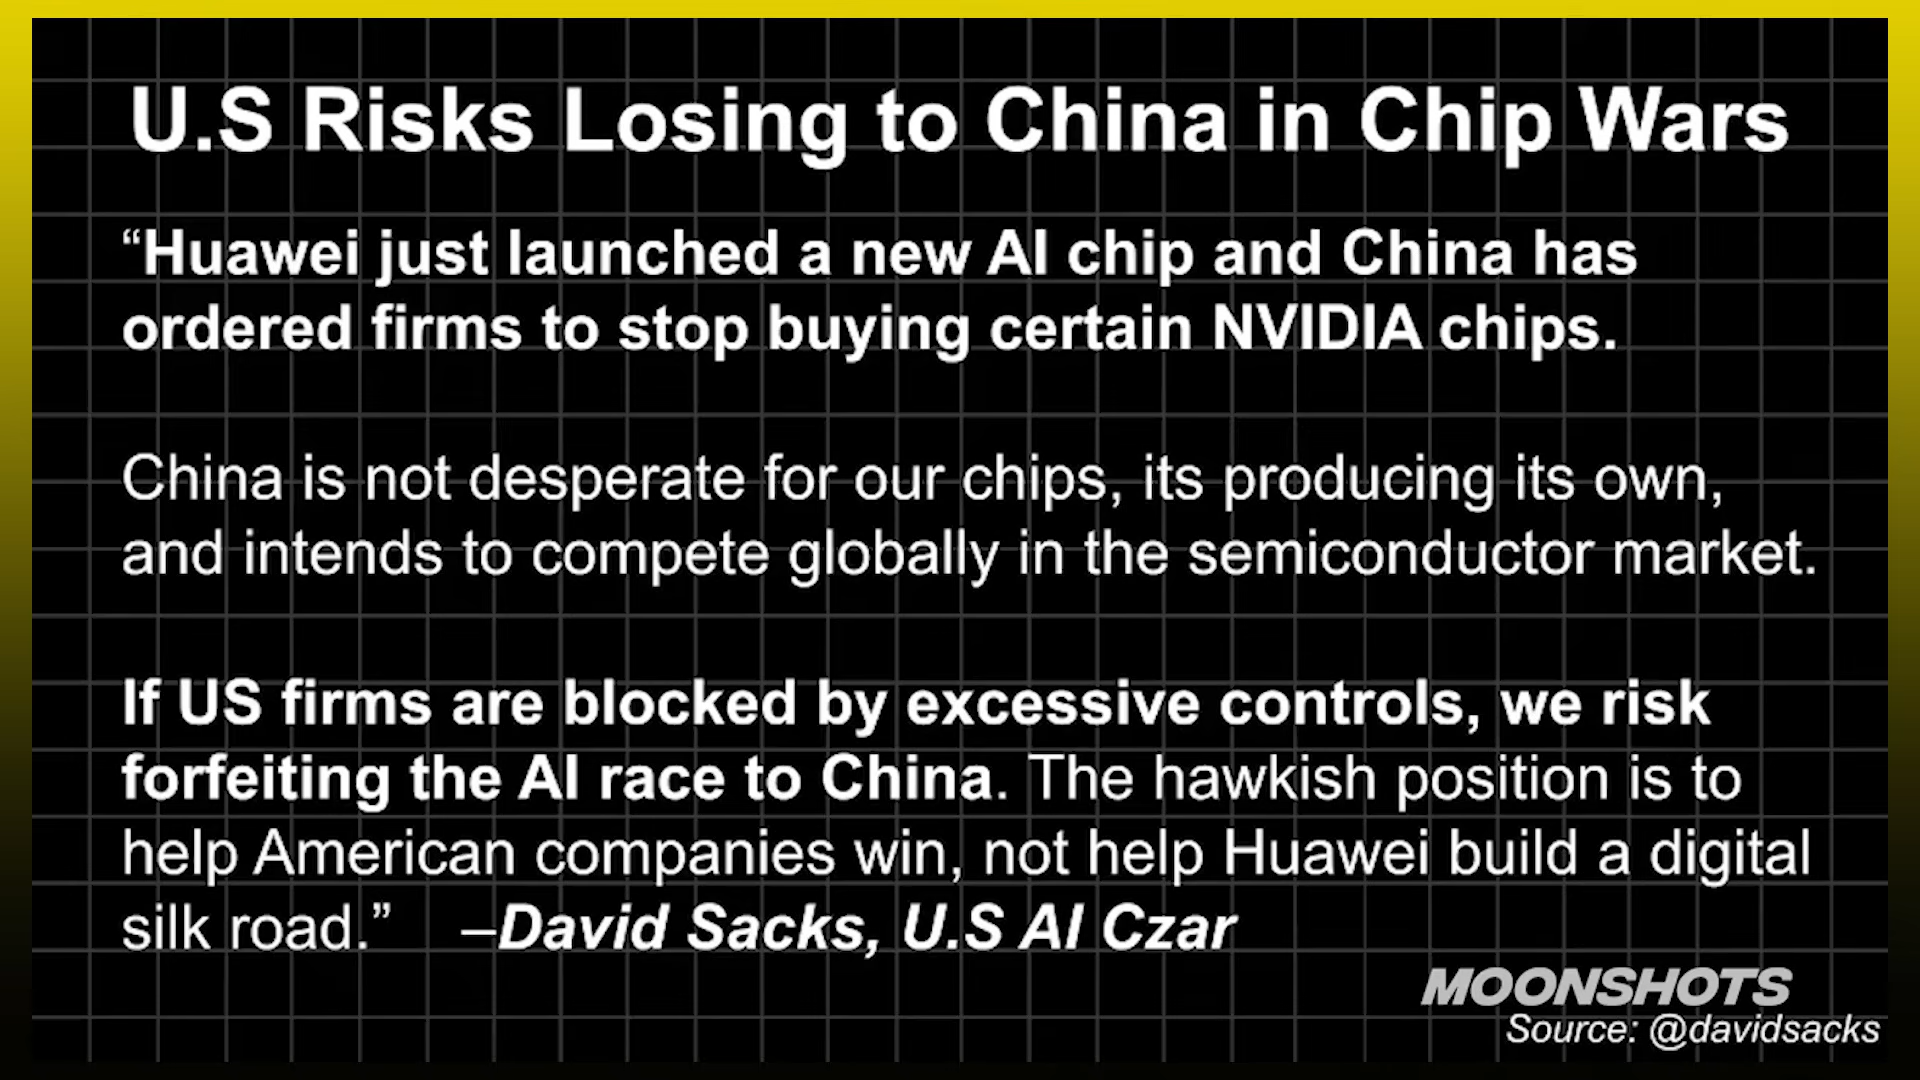 U.S Risks Losing to China in Chip Wars
“Huawei just launched a new AI chip and China has
ordered firms to stop buying certain NVIDIA chips.
China is not desperate for our chips, its producing its own,
and intends to compete globally in the semiconductor market.
If US firms are blocked by excessive controls, we risk
forfeiting the AI race to China. The hawkish position is to
help American companies win, not help Huawei build a digital
silk road.” –David Sacks, U.S AI Czar
MOONSHOTS
Source: @davidsacks